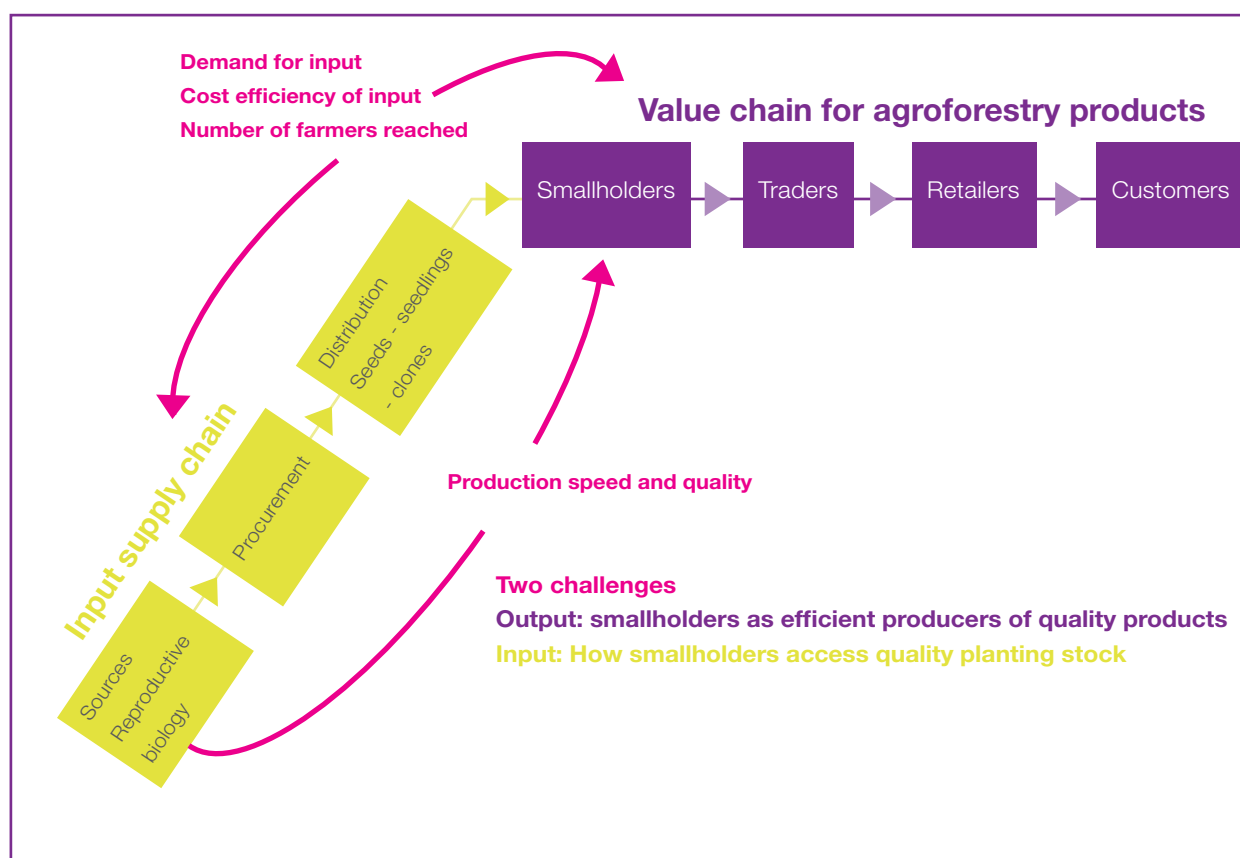 Demand for input
Cost efficiency of input
Number of farmers reached
Value chain for agroforestry products
Smallholders
Traders
Retailers
Customers
Distribution
Seeds - seedlings
- clones
Procurement
Input supply chain
Sources
Reproductive
biology
Production speed and quality
Two challenges
Output: smallholders as efficient producers of quality products
Input: How smallholders access quality planting stock